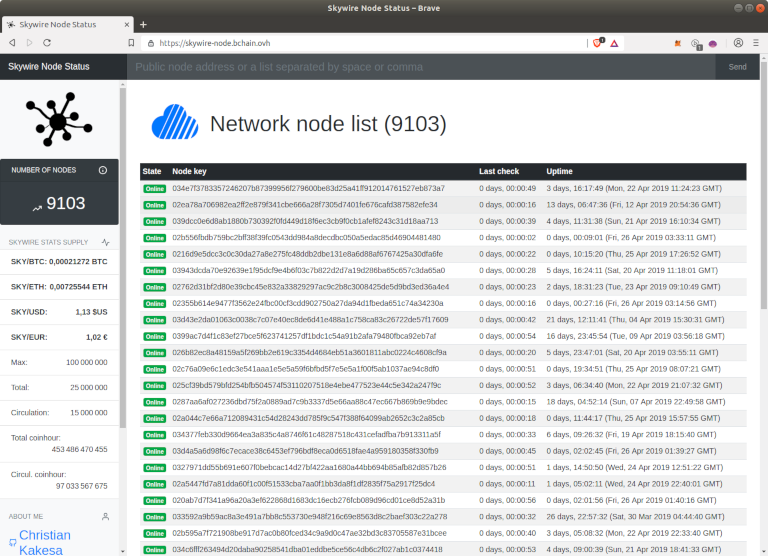 Skywire Node Status – Brave
Skywire Node Status
https://skywire-node.bchain.ovh
Skywire Node Status
Public node address or a list separated by space or comma
Send
Network node list (9103)
NUMBER OF NODES
9103
SKYWIRE STATS SUPPLY
SKY/BTC: 0,00021272 BTC
SKY/ETH: 0,00725544 ETH
SKY/USD: 1,13 $US
SKY/EUR: 1,02 €
Max: 100 000 000
Total: 25 000 000
Circulation: 15 000 000
Total coinhour:
453 486 470 455
Circul. coinhour:
97 033 567 675
ABOUT ME
Christian
Kakesa
State Node key Last check Uptime
Online 034e7f3783357246207b87399956f279600be83d25a41ff912014761527eb873a7 0 days, 00:00:49 3 days, 16:17:49 (Mon, 22 Apr 2019 11:24:23 GMT)
Online 02ea78a706982ea2ff2e879f341cbe666a28f7305d7401fe676cafd387582efe34 0 days, 00:00:16 13 days, 06:47:36 (Fri, 12 Apr 2019 20:54:36 GMT)
Online 039dcc0e6d8ab1880b730392f0fd449d18f6ec3cb9f0cb1afef8243c31d18aa713 0 days, 00:00:39 4 days, 11:31:38 (Sun, 21 Apr 2019 16:10:34 GMT)
Online 02b556fbdb759bc2bff38f39fc0543dd984a8decdbc050a5edac85d46904481480 0 days, 00:00:02 0 days, 00:09:01 (Fri, 26 Apr 2019 03:33:11 GMT)
Online 0216d9e5dcc3c0c30da27a8e275fc48ddb2dbe131e8a6d88af6767425a30dfa6fe 0 days, 00:00:22 0 days, 10:15:20 (Thu, 25 Apr 2019 17:26:52 GMT)
Online 03943dcda70e92639e1f95dcf9e4b6f03c7b822d2d7a19d286ba65c657c3da65a0 0 days, 00:00:28 5 days, 16:24:11 (Sat, 20 Apr 2019 11:18:01 GMT)
Online 02762d31bf2d80e39cbc45e832a33829297ac9c2b8c3008425de5d9bd3ed36a4e4 0 days, 00:00:23 2 days, 18:31:23 (Tue, 23 Apr 2019 09:10:49 GMT)
Online 02355b614e9477f3562e24fbc00cf3cdd902750a27da94d1fbeda651c74a34230a 0 days, 00:00:16 0 days, 00:27:16 (Fri, 26 Apr 2019 03:14:56 GMT)
Online 03d43e2da01063c0038c7c07e40ec8de6d41e488a1c758ca83c26722de57f17609 0 days, 00:00:42 21 days, 12:11:41 (Thu, 04 Apr 2019 15:30:31 GMT)
Online 0399ac7d4f1c83ef27bce5f623741257df1bdc1c54a91b2afa79480fbca92eb7af 0 days, 00:00:54 16 days, 23:45:54 (Tue, 09 Apr 2019 03:56:18 GMT)
Online 026b82ec8a48159a5f269bb2e619c3354d4684eb51a3601811abc0224c4608cf9a 0 days, 00:00:20 5 days, 23:47:01 (Sat, 20 Apr 2019 03:55:11 GMT)
Online 02c76a09e6c1edc3e541aaa1e5e5a59f6bfbd5f7e5e5a1f00f5ab1037ae94c8df0 0 days, 00:00:51 0 days, 19:34:51 (Thu, 25 Apr 2019 08:07:21 GMT)
Online 025cf39bd579bfd254bfb504574f53110207518e4ebe477523e44c5e342a247f9c 0 days, 00:00:52 3 days, 06:34:40 (Mon, 22 Apr 2019 21:07:32 GMT)
Online 0287aa6af027236dbd75f2a0889ad7c9b3337d5e66aa88c47ec667b869b9e9bdec 0 days, 00:00:15 18 days, 04:52:14 (Sun, 07 Apr 2019 22:49:58 GMT)
Online 02a044c7e66a712089431c54d28243dd785f9c547f388f64099ab2652c3c2a85cb 0 days, 00:00:18 0 days, 11:44:17 (Thu, 25 Apr 2019 15:57:55 GMT)
Online 034377feb330d9664ea3a835c4a8746f61c48287518c431cefadfba7b913311a5f 0 days, 00:00:33 6 days, 09:26:32 (Fri, 19 Apr 2019 18:15:40 GMT)
Online 03d4a5a6d98f6c7ecace38c6453ef796bdf8eca0d6518fae4a959180358f330fb9 0 days, 00:00:45 0 days, 02:02:45 (Fri, 26 Apr 2019 01:39:27 GMT)
Online 0327971dd55b691e607f0bebcac14d27bf422aa1680a44bb694b85afb82d857b26 0 days, 00:00:51 1 days, 14:50:50 (Wed, 24 Apr 2019 12:51:22 GMT)
Online 02a5447fd7a81dda60f1c00f51533cba7aa0f1bb3da8f1df2835f75a2917f25dc4 0 days, 00:00:11 1 days, 05:02:11 (Wed, 24 Apr 2019 22:40:01 GMT)
Online 020ab7d7f341a96a20a3ef622868d1683dc16ecb276fcb089d96cd01ce8d52a31b 0 days, 00:00:56 0 days, 02:01:56 (Fri, 26 Apr 2019 01:40:16 GMT)
Online 033592a9b59ac8a3e491a7bb8c553730e948f216c69e8563d8c2baef303c22a278 0 days, 00:00:32 26 days, 22:57:32 (Sat, 30 Mar 2019 04:44:40 GMT)
Online 02b595a7f721908be917d7ac0b80fced34c9a9d0c47ae32bd3c83705587e31bcee 0 days, 00:00:40 3 days, 05:08:32 (Mon, 22 Apr 2019 22:33:40 GMT)
Online 034c6fff263494d20daba90258541dba01eddbe5ce56c4db6c2f027ab1c0374418 0 days, 00:00:53 4 days, 09:00:39 (Sun, 21 Apr 2019 18:41:33 GMT)